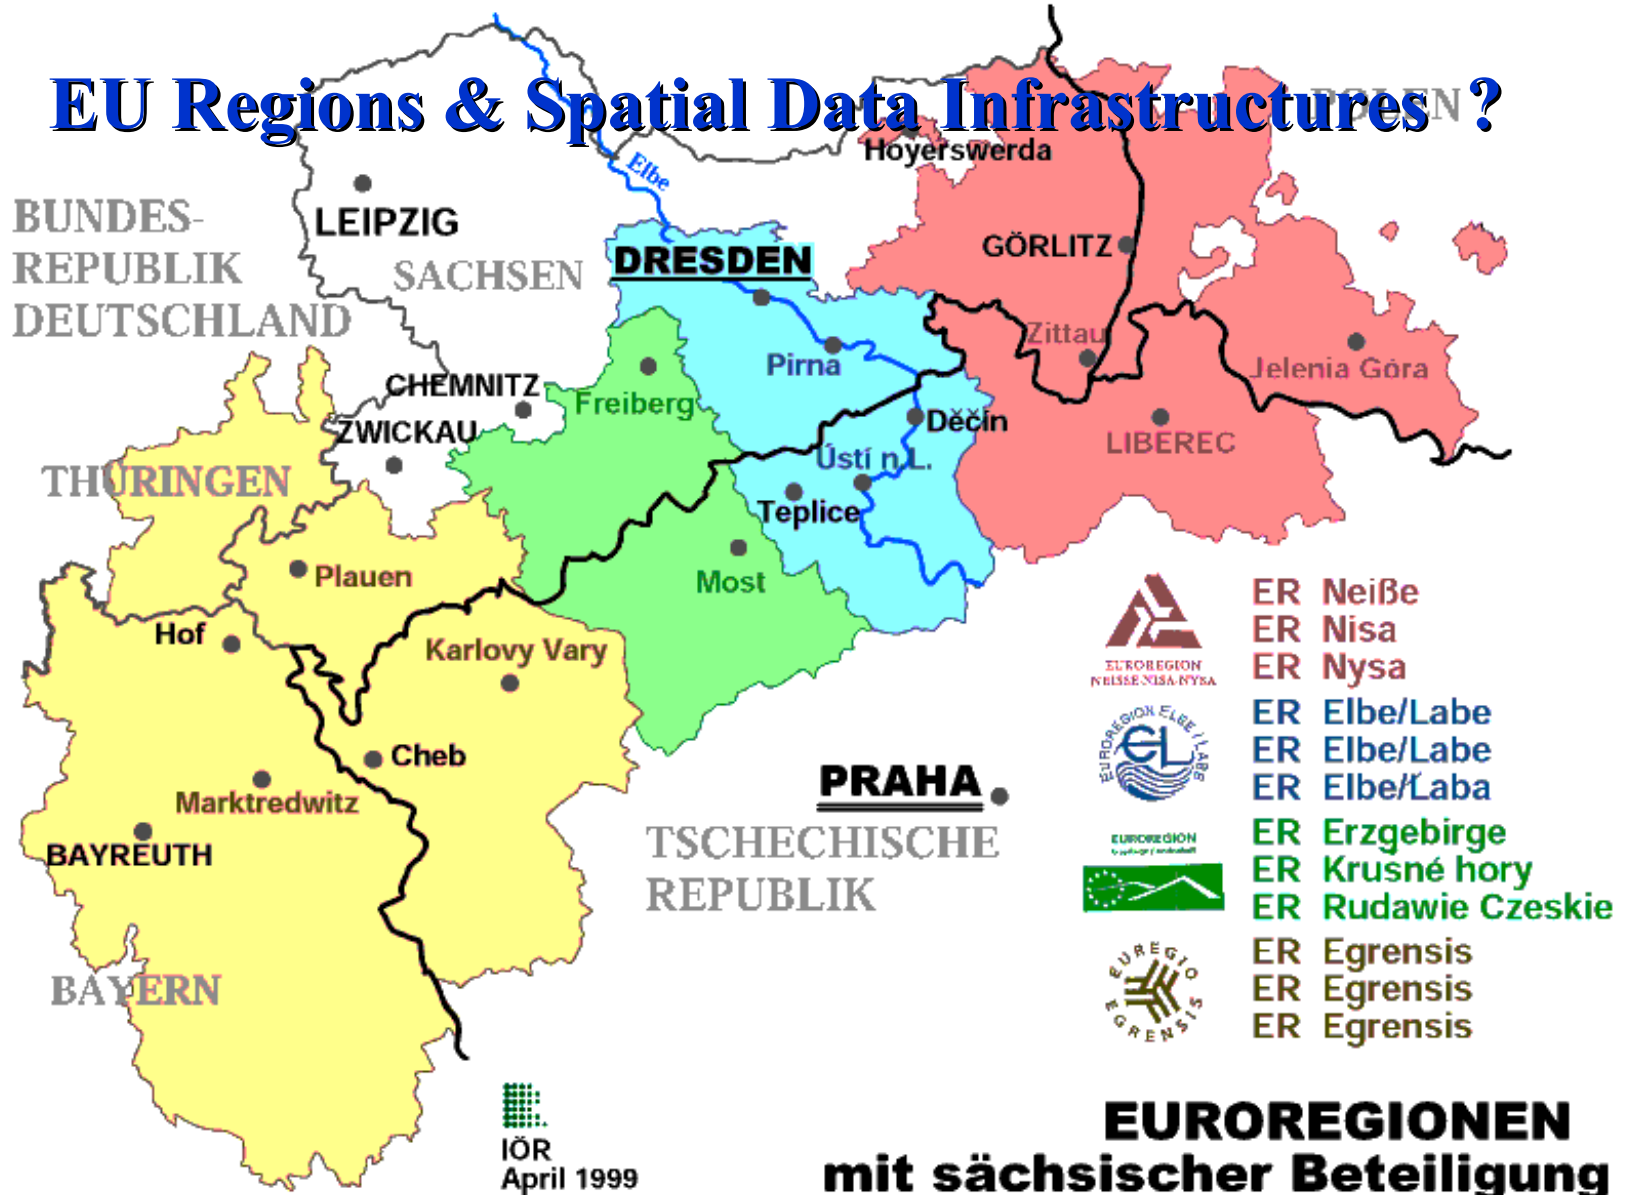 EU Regions & Spatial Data Infrastructures ?
POLEN
Hoyerswerda
Elbe
BUNDES-
REPUBLIK
DEUTSCHLAND
LEIPZIG
SACHSEN
DRESDEN
GÖRLITZ
Zittau
Jelenia Góra
Pirna
CHEMNITZ
Freiberg
ZWICKAU
Děčín
LIBEREC
Ústí n.L.
THÜRINGEN
Teplice
Plauen
Most
Hof
Karlovy Vary
Cheb
Marktredwitz
BAYREUTH
PRAHA
TSCHECHISCHE
REPUBLIK
BAYERN
EUROREGION
NEISSE-NISA-NYSA
ER Neiße
ER Nisa
ER Nysa
EUROREGION ELBE / LABE
EL
ER Elbe/Labe
ER Elbe/Labe
ER Elbe/Łaba
EUROREGION
ER Erzgebirge
ER Krusné hory
ER Rudawie Czeskie
EUREGIO
EGRENSIS
ER Egrensis
ER Egrensis
ER Egrensis
IÖR
April 1999
EUROREGIONEN
mit sächsischer Beteiligung